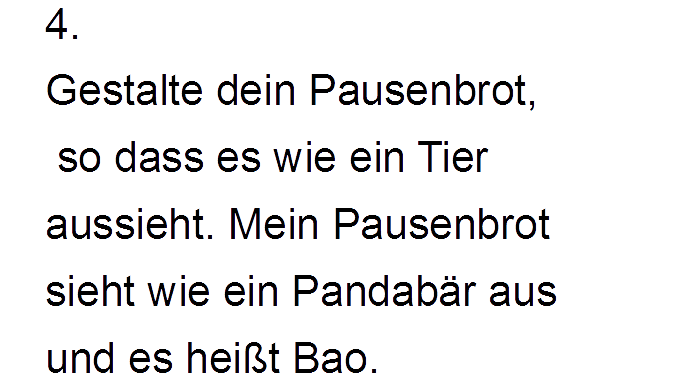 4.
Gestalte dein Pausenbrot,
so dass es wie ein Tier
aussieht. Mein Pausenbrot
sieht wie ein Pandabär aus
und es heißt Bao.